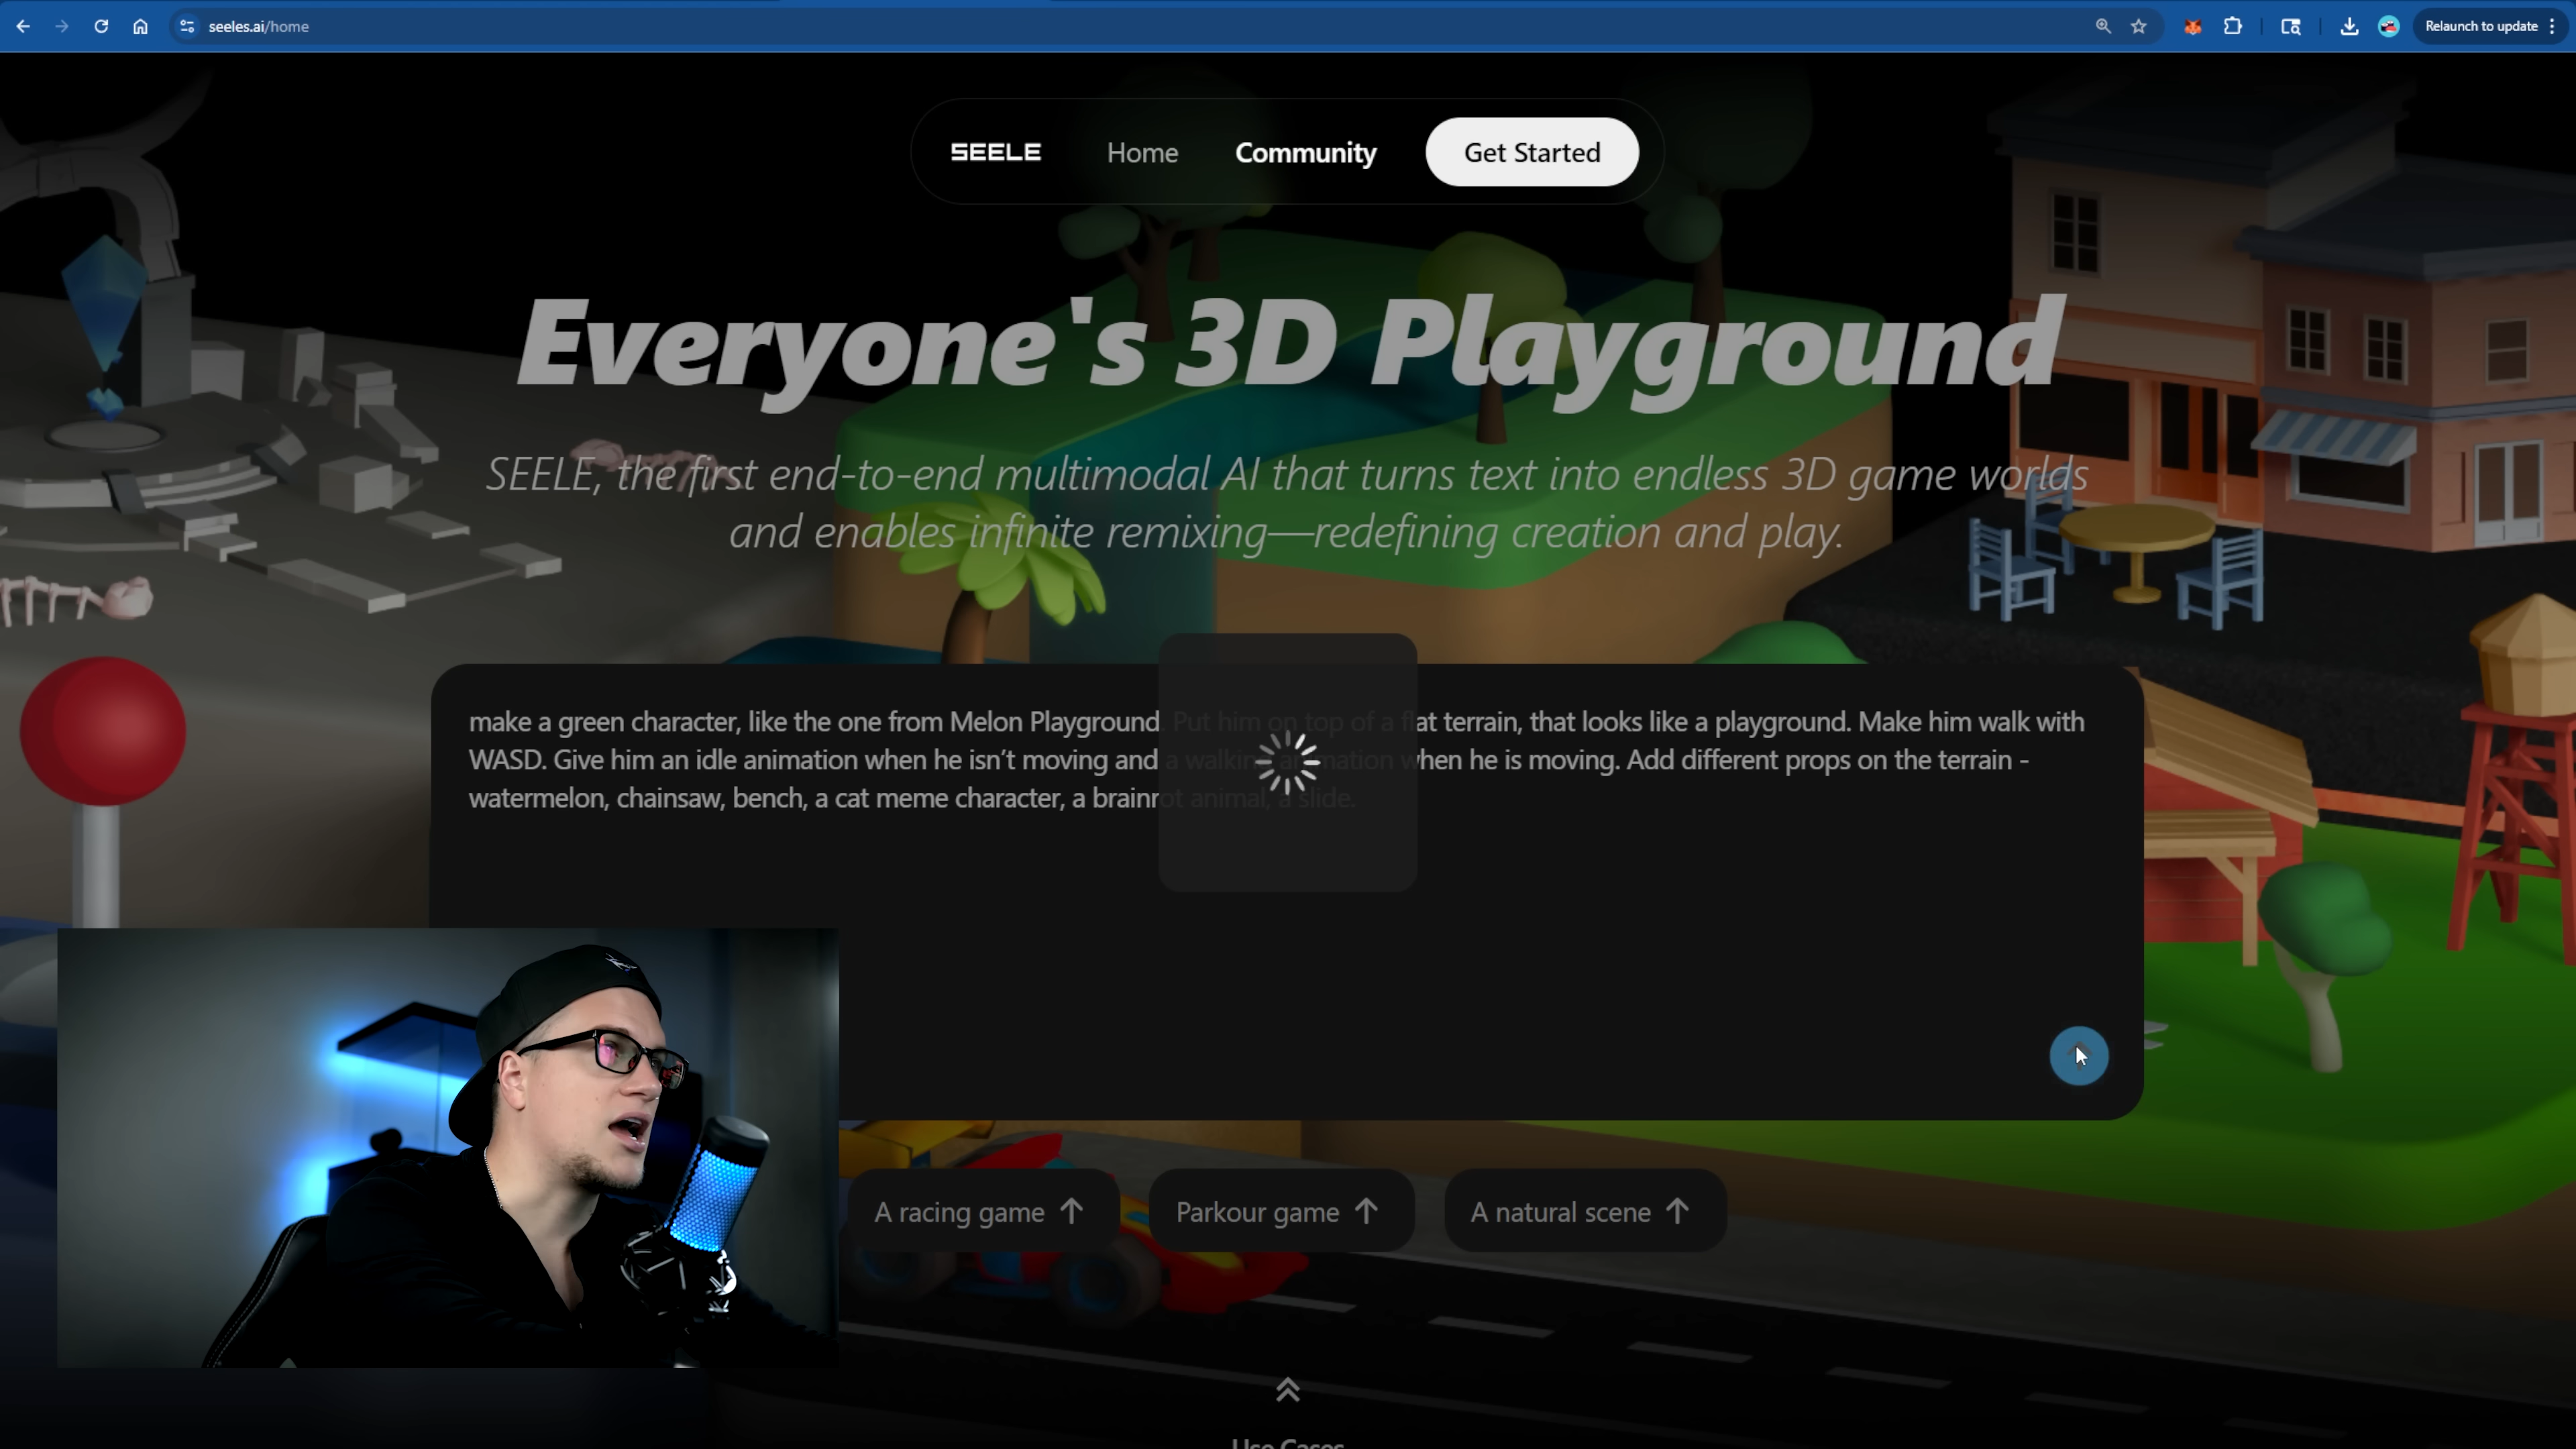 seeles.ai/home
Relaunch to update
SEELE
Home
Community
Get Started
Everyone's 3D Playground
SEELE, the first end-to-end multimodal AI that turns text into endless 3D game worlds
and enables infinite remixing—redefining creation and play.
make a green character, like the one from Melon Playground. Put him on top of a flat terrain, that looks like a playground. Make him walk with
WASD. Give him an idle animation when he isn’t moving and a walking animation when he is moving. Add different props on the terrain -
watermelon, chainsaw, bench, a cat meme character, a brainrot animal, a slide.
A racing game
Parkour game
A natural scene
Use Cases